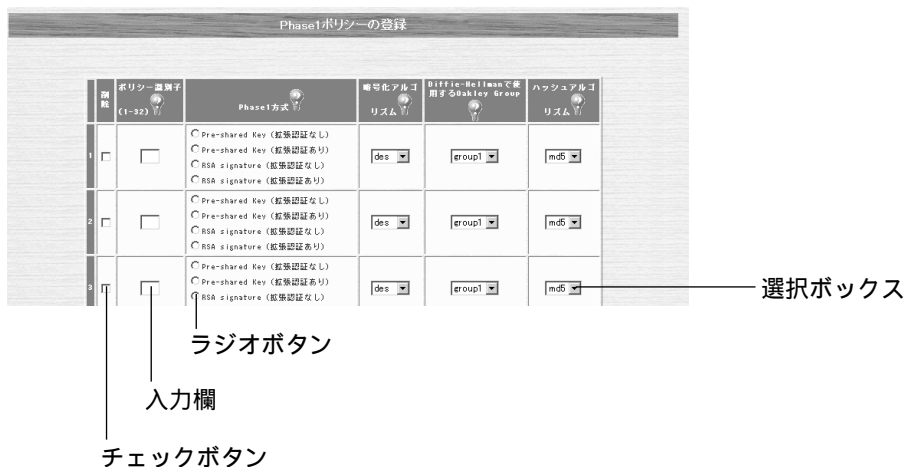 Phase1ポリシーの登録
削除 ポリシー識別子(1-32) Phase1方式 暗号化アルゴリズム Diffie-Hellmanで使用するOakley Group ハッシュアルゴリズム
1
Pre-shared Key (拡張認証なし)
Pre-shared Key (拡張認証あり)
RSA signature (拡張認証なし)
RSA signature (拡張認証あり)
des group1 md5
2
Pre-shared Key (拡張認証なし)
Pre-shared Key (拡張認証あり)
RSA signature (拡張認証なし)
RSA signature (拡張認証あり)
des group1 md5
3
Pre-shared Key (拡張認証なし)
Pre-shared Key (拡張認証あり)
RSA signature (拡張認証なし)
des group1 md5
選択ボックス
ラジオボタン
入力欄
チェックボタン